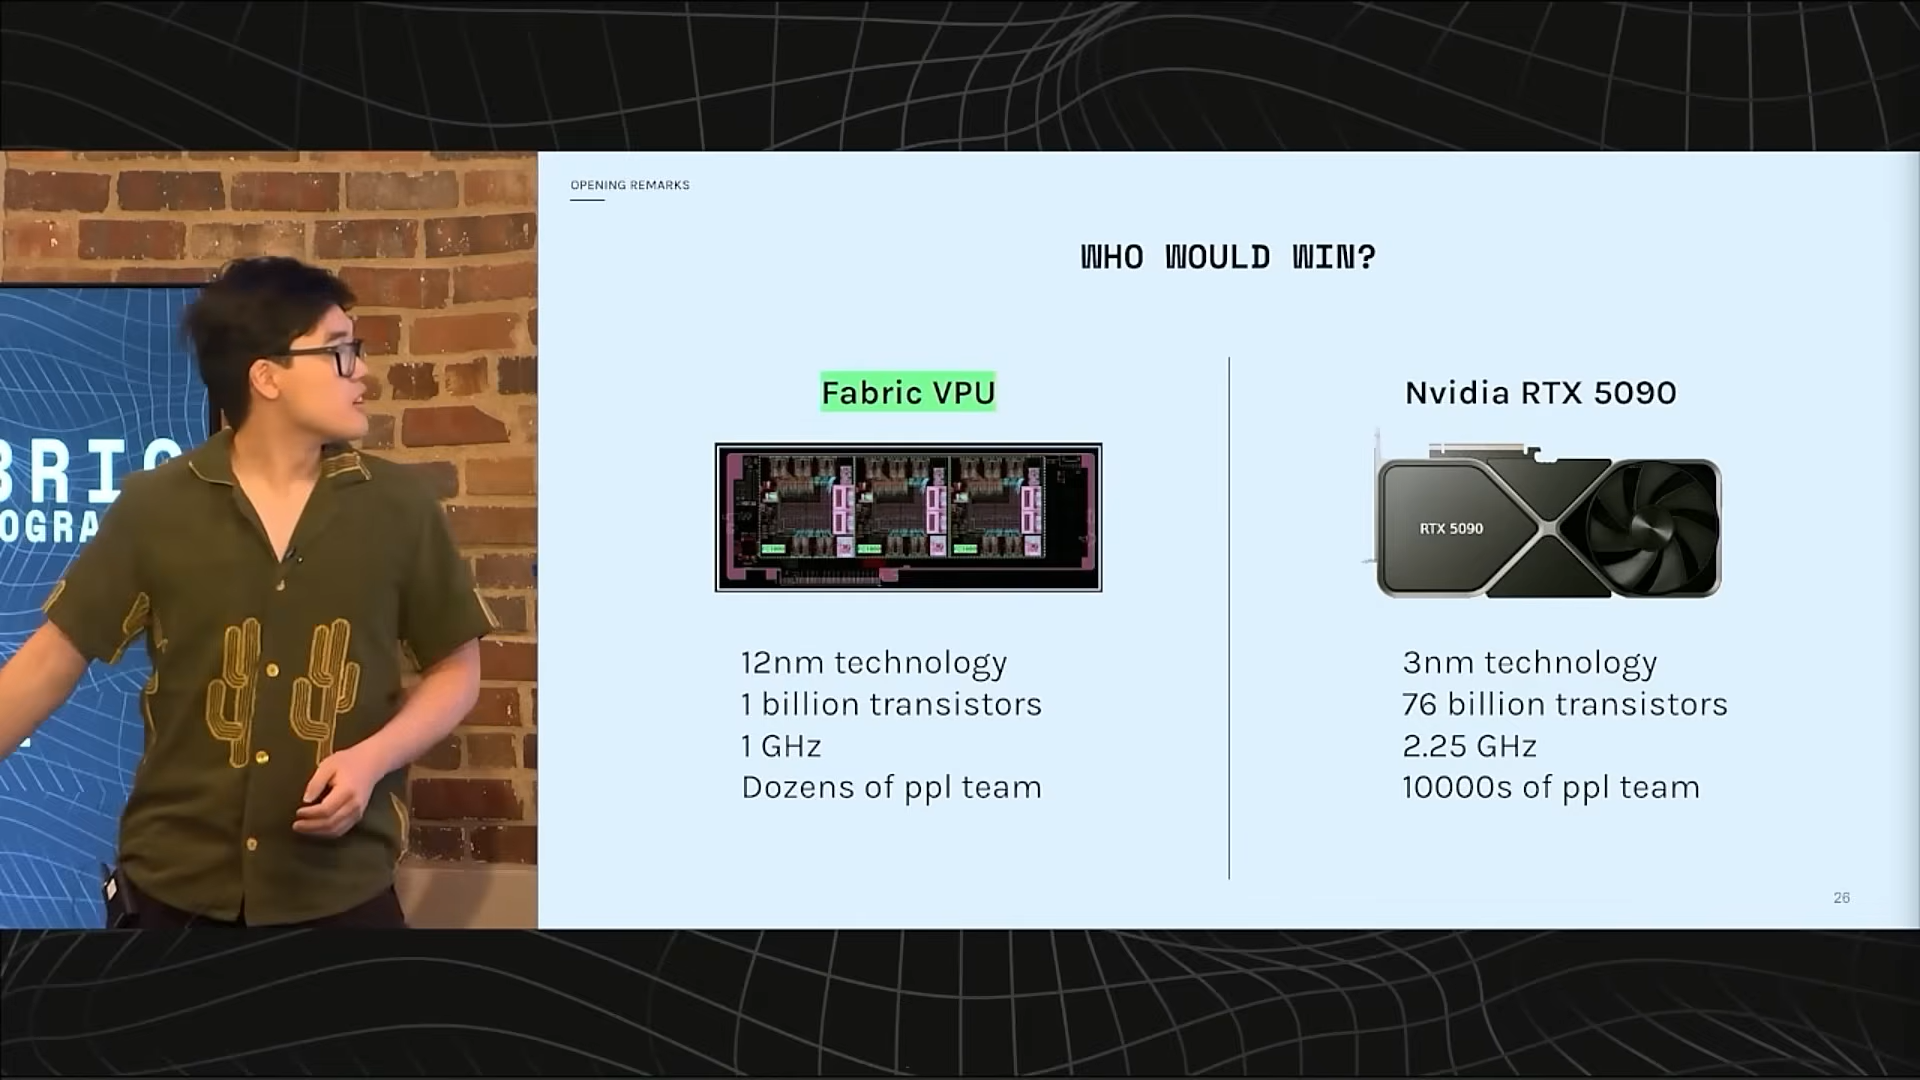 OPENING REMARKS
WHO WOULD WIN?
Fabric VPU
Nvidia RTX 5090
RTX 5090
12nm technology
1 billion transistors
1 GHz
Dozens of ppl team
3nm technology
76 billion transistors
2.25 GHz
10000s of ppl team
26
BRIC
OGRA